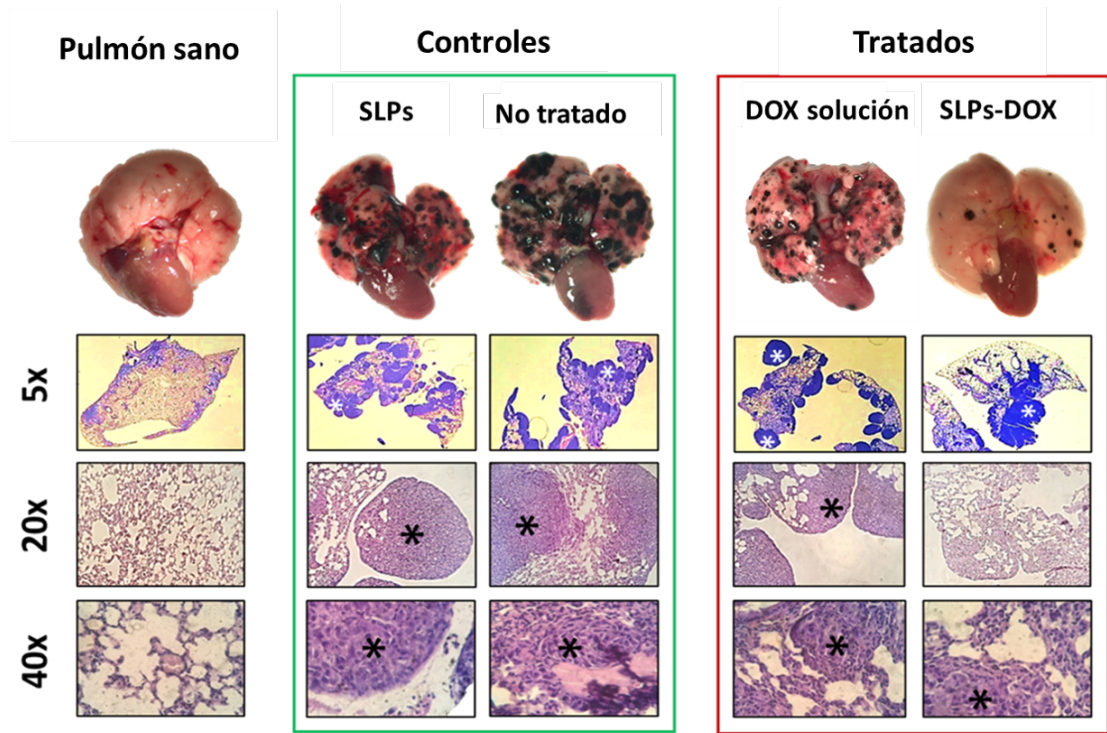 Pulmón sano
Controles
Tratados
SLPs
No tratado
DOX solución
SLPs-DOX
5x
*
*
*
*
*
*
20x
*
*
*
40x
*
*
*
*